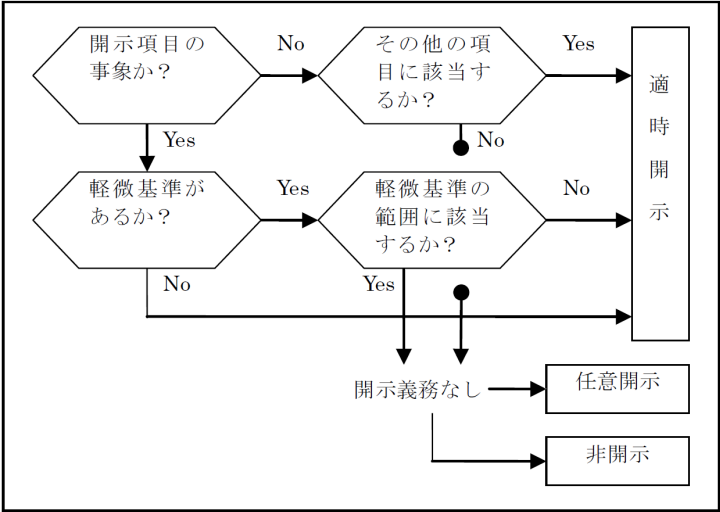 開示項目の
事象か？
No
その他の項
目に該当す
るか？
Yes
適時開示
Yes
No
軽微基準が
あるか？
Yes
軽微基準の
範囲に該当
するか？
No
No
Yes
開示義務なし
任意開示
非開示